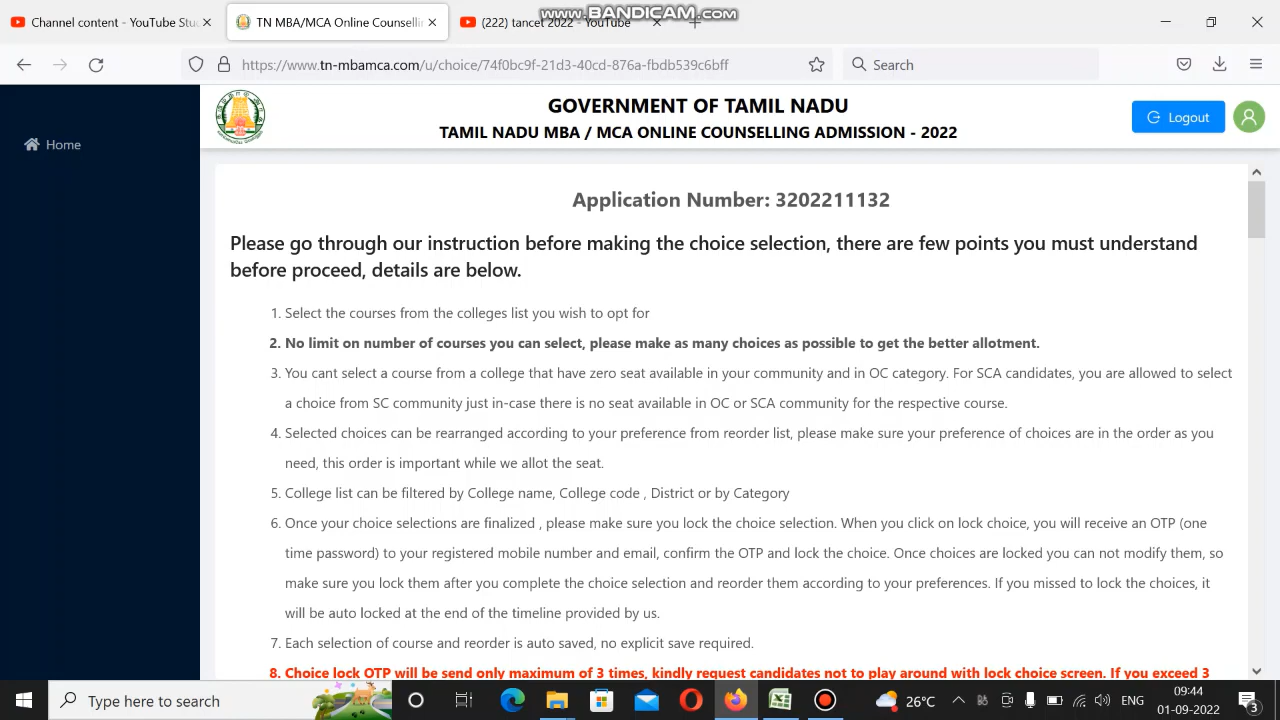 www.BANDICAM.com
Channel content - YouTube Stu
TN MBA/MCA Online Counselli
(222) tancet 2022 - YouTube
https://www.tn-mbamca.com/u/choice/74f0bc9f-21d3-40cd-876a-fbdb539c6bff
Search
GOVERNMENT OF TAMIL NADU
TAMIL NADU MBA / MCA ONLINE COUNSELLING ADMISSION - 2022
Logout
Home
Application Number: 3202211132
Please go through our instruction before making the choice selection, there are few points you must understand
before proceed, details are below.
1. Select the courses from the colleges list you wish to opt for
2. No limit on number of courses you can select, please make as many choices as possible to get the better allotment.
3. You cant select a course from a college that have zero seat available in your community and in OC category. For SCA candidates, you are allowed to select
a choice from SC community just in-case there is no seat available in OC or SCA community for the respective course.
4. Selected choices can be rearranged according to your preference from reorder list, please make sure your preference of choices are in the order as you
need, this order is important while we allot the seat.
5. College list can be filtered by College name, College code , District or by Category
6. Once your choice selections are finalized , please make sure you lock the choice selection. When you click on lock choice, you will receive an OTP (one
time password) to your registered mobile number and email, confirm the OTP and lock the choice. Once choices are locked you can not modify them, so
make sure you lock them after you complete the choice selection and reorder them according to your preferences. If you missed to lock the choices, it
will be auto locked at the end of the timeline provided by us.
7. Each selection of course and reorder is auto saved, no explicit save required.
8. Choice lock OTP will be send only maximum of 3 times, kindly request candidates not to play around with lock choice screen. If you exceed 3
Type here to search
26°C
ENG
09:44
01-09-2022
3